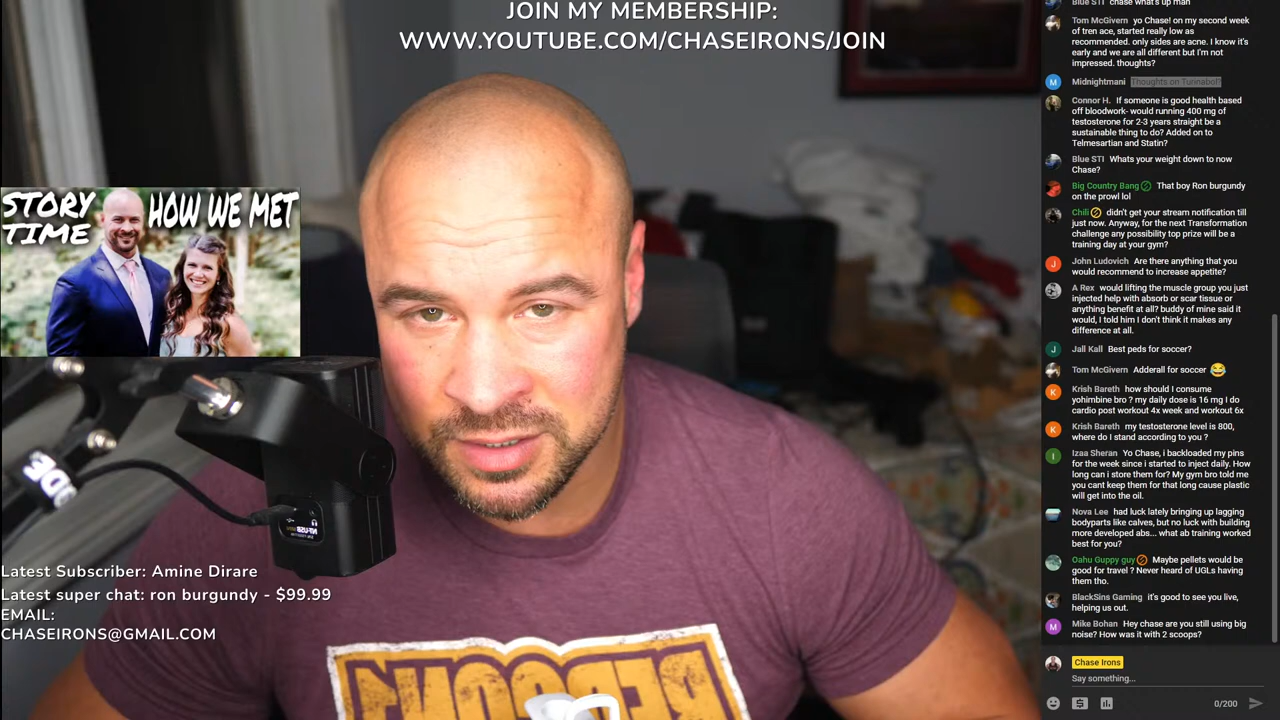 JOIN MY MEMBERSHIP:
WWW.YOUTUBE.COM/CHASEIRONS/JOIN
STORY TIME
HOW WE MET
Latest Subscriber: Amine Dirare
Latest super chat: ron burgundy - $99.99
EMAIL:
CHASEIRONS@GMAIL.COM
Blue STI chase what's up man
Tom McGivern yo Chase! on my second week
of tren ace, started really low as
recommended. only sides are acne. I know it's
early and we are all different but I'm not
impressed. thoughts?
M
Midnightmani Thoughts on Turinabol?
Connor H. If someone is good health based
off bloodwork- would running 400 mg of
testosterone for 2-3 years straight be a
sustainable thing to do? Added on to
Telmesartian and Statin?
Blue STI Whats your weight down to now
Chase?
Big Country Bang That boy Ron burgundy
on the prowl lol
Chili didn't get your stream notification till
just now. Anyway, for the next Transformation
challenge any possibility top prize will be a
training day at your gym?
J
John Ludovich Are there anything that you
would recommend to increase appetite?
A Rex would lifting the muscle group you just
injected help with absorb or scar tissue or
anything benefit at all? buddy of mine said it
would, I told him I don't think it makes any
difference at all.
J
Jall Kall Best peds for soccer?
Tom McGivern Adderall for soccer 😂
K
Krish Bareth how should I consume
yohimbine bro ? my daily dose is 16 mg I do
cardio post workout 4x week and workout 6x
K
Krish Bareth my testosterone level is 800,
where do I stand according to you ?
I
Izaa Sheran Yo Chase, i backloaded my pins
for the week since i started to inject daily. How
long can i store them for? My gym bro told me
you cant keep them for that long cause plastic
will get into the oil.
Nova Lee had luck lately bringing up lagging
bodyparts like calves, but no luck with building
more developed abs... what ab training worked
best for you?
Oahu Guppy guy Maybe pellets would be
good for travel ? Never heard of UGLs having
them tho.
BlackSins Gaming it's good to see you live,
helping us out.
M
Mike Bohan Hey chase are you still using big
noise? How was it with 2 scoops?
Chase Irons
Say something...
0/200